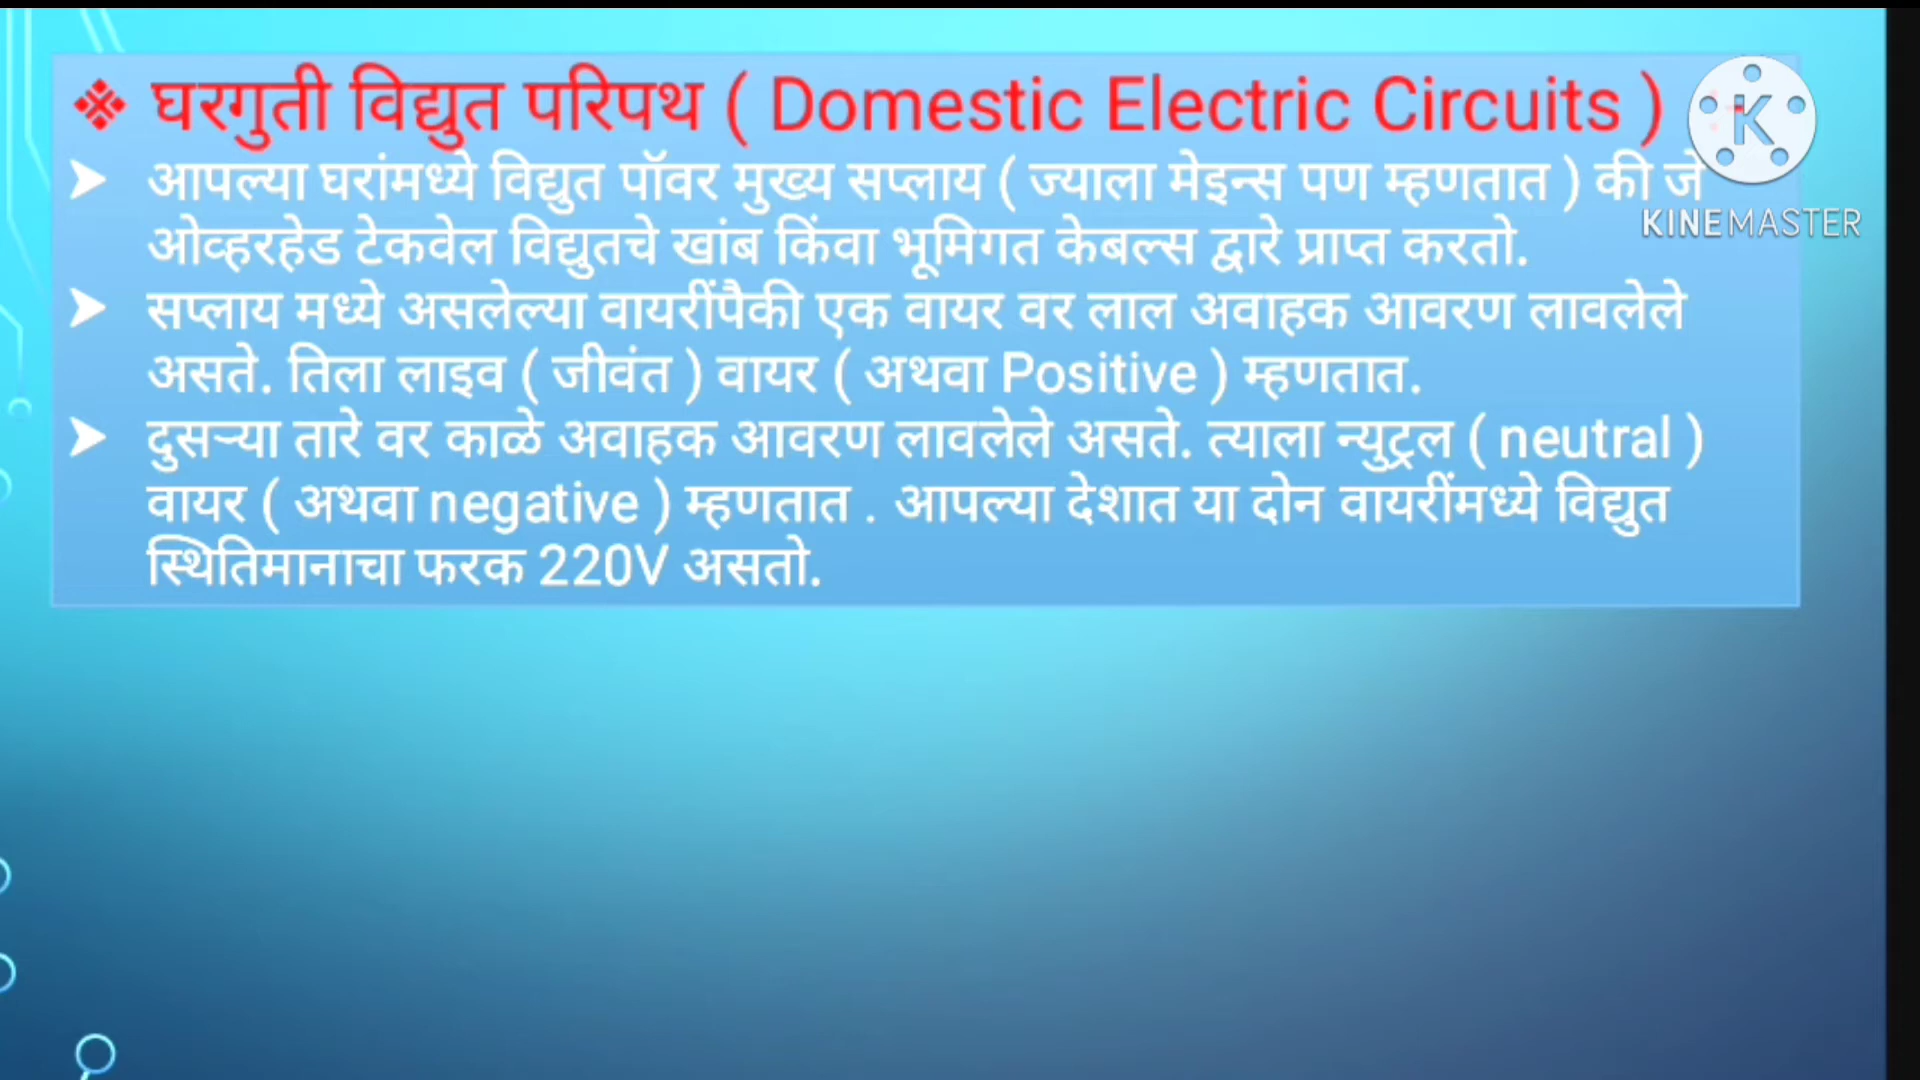 ❖ घरगुती विद्युत परिपथ ( Domestic Electric Circuits )
➤ आपल्या घरांमध्ये विद्युत पॉवर मुख्य सप्लाय ( ज्याला मेइन्स पण म्हणतात ) की जे
ओव्हरहेड टेकवेल विद्युतचे खांब किंवा भूमिगत केबल्स द्वारे प्राप्त करतो.
➤ सप्लाय मध्ये असलेल्या वायरींपैकी एक वायर वर लाल अवाहक आवरण लावलेले
असते. तिला लाइव ( जीवंत ) वायर ( अथवा Positive ) म्हणतात.
➤ दुसऱ्या तारे वर काळे अवाहक आवरण लावलेले असते. त्याला न्युट्रल ( neutral )
वायर ( अथवा negative ) म्हणतात . आपल्या देशात या दोन वायरींमध्ये विद्युत
स्थितिमानाचा फरक 220V असतो.
K
KINEMASTER